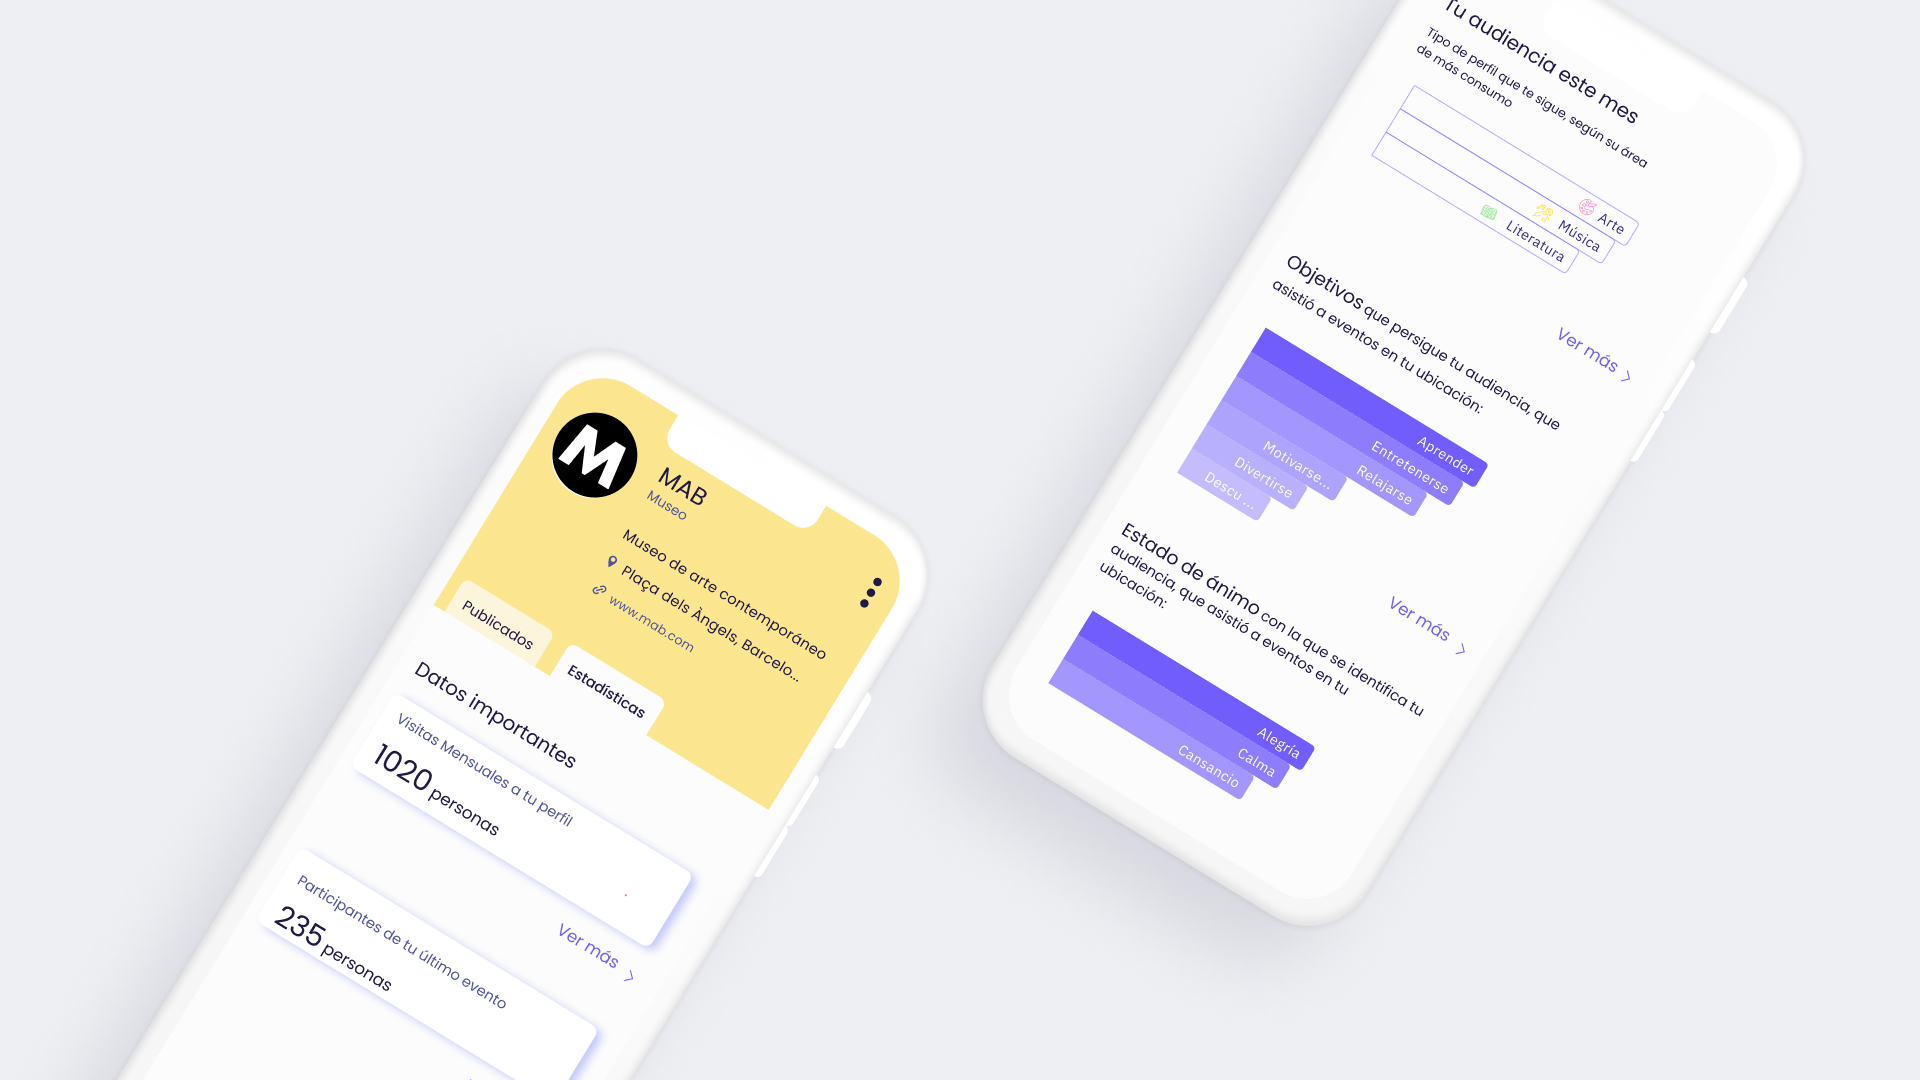 M
MAB
Museo
Museo de arte contemporáneo
Plaça dels Àngels, Barcelo...
www.mab.com
Publicados
Estadísticas
Datos importantes
Visitas Mensuales a tu perfil
1020 personas
Ver más
Participantes de tu último evento
235 personas
Tu audiencia este mes
Tipo de perfil que te sigue, según su área
de más consumo
Arte
Música
Literatura
Ver más
Objetivos que persigue tu audiencia, que
asistió a eventos en tu ubicación:
Aprender
Entretenerse
Relajarse
Motivarse...
Divertirse
Descu ...
Ver más
Estado de ánimo con la que se identifica tu
audiencia, que asistió a eventos en tu
ubicación:
Alegría
Calma
Cansancio